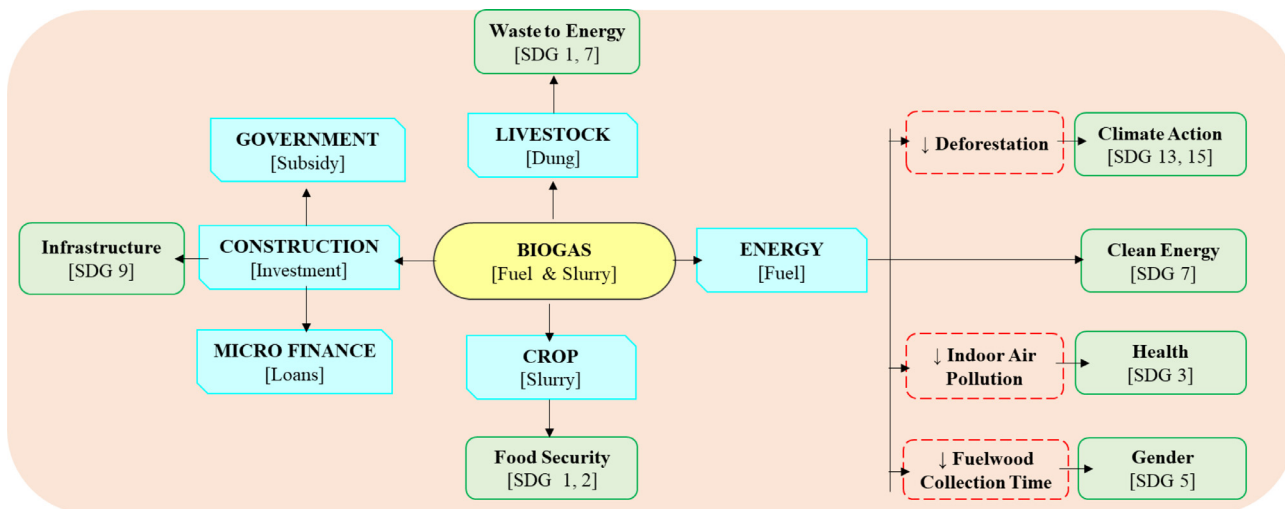 Waste to Energy
[SDG 1, 7]
GOVERNMENT
[Subsidy]
LIVESTOCK
[Dung]
↓ Deforestation
Climate Action
[SDG 13, 15]
Infrastructure
[SDG 9]
CONSTRUCTION
[Investment]
BIOGAS
[Fuel & Slurry]
ENERGY
[Fuel]
Clean Energy
[SDG 7]
MICRO FINANCE
[Loans]
CROP
[Slurry]
↓ Indoor Air
Pollution
Health
[SDG 3]
Food Security
[SDG 1, 2]
↓ Fuelwood
Collection Time
Gender
[SDG 5]